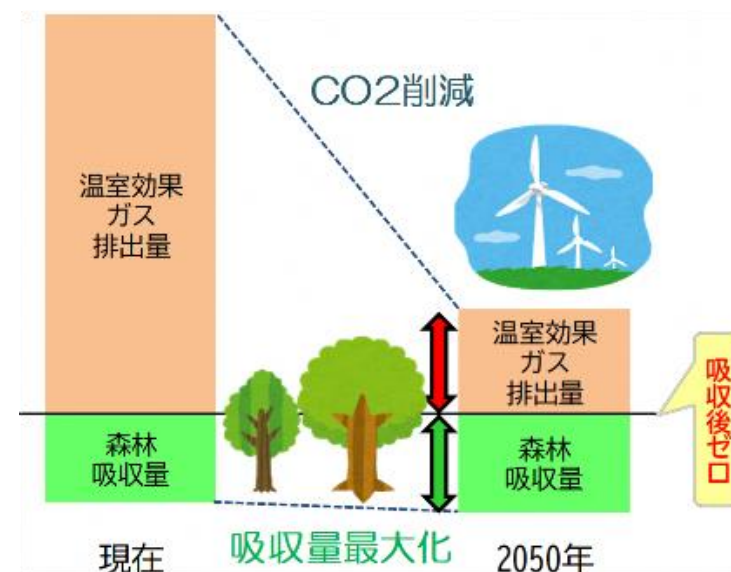 CO2削減
温室効果
ガス
排出量
温室効果
ガス
排出量
吸収後ゼロ
森林
吸収量
森林
吸収量
吸収量最大化
現在
2050年